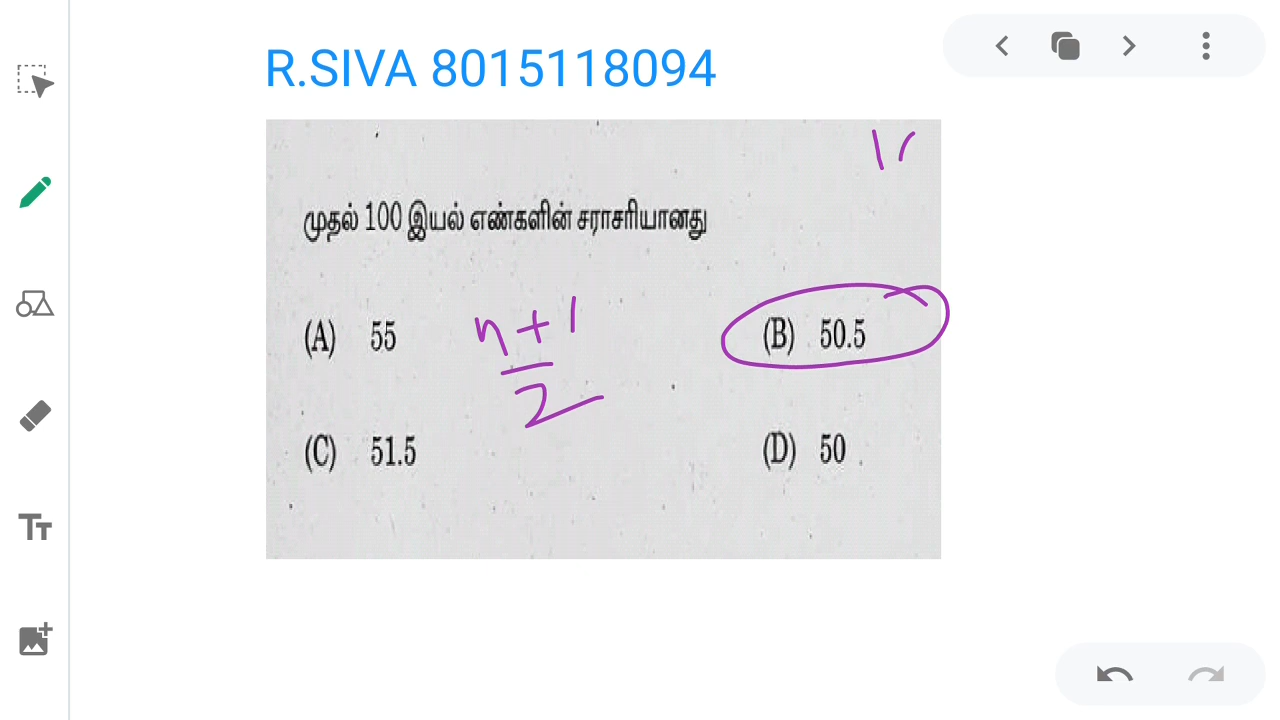 R.SIVA 8015118094
முதல் 100 இயல் எண்களின் சராசரியானது
(A) 55
n+1
2
(B) 50.5
(C) 51.5
(D) 50